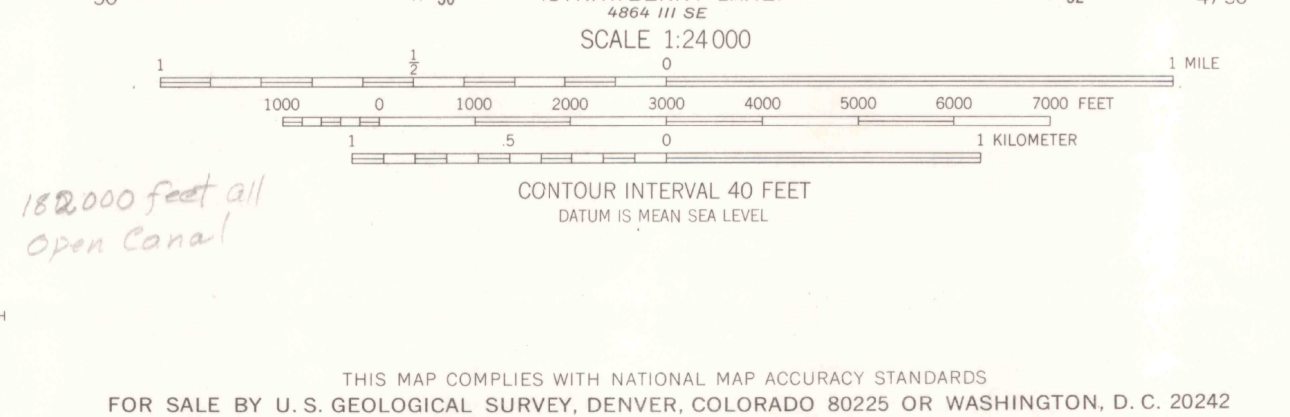 4864 III SE
SCALE 1:24 000
1 1/2 0 1 MILE
1000 0 1000 2000 3000 4000 5000 6000 7000 FEET
1 .5 0 1 KILOMETER
CONTOUR INTERVAL 40 FEET
DATUM IS MEAN SEA LEVEL
182000 feet all
Open Canal
THIS MAP COMPLIES WITH NATIONAL MAP ACCURACY STANDARDS
FOR SALE BY U. S. GEOLOGICAL SURVEY, DENVER, COLORADO 80225 OR WASHINGTON, D. C. 20242